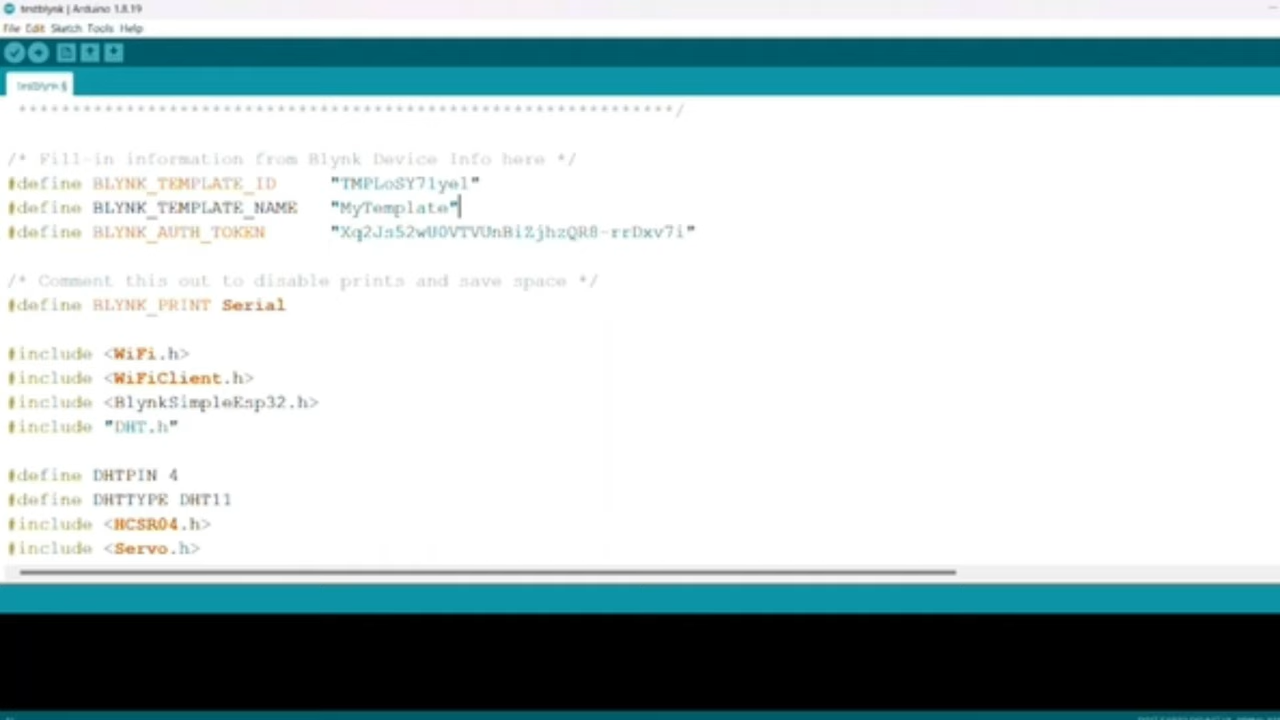 testblynk | Arduino 1.8.19
File Edit Sketch Tools Help
testblynk §
****************************************************************/
/* Fill-in information from Blynk Device Info here */
#define BLYNK_TEMPLATE_ID "TMPLoSY71yel"
#define BLYNK_TEMPLATE_NAME "MyTemplate"
#define BLYNK_AUTH_TOKEN "Xq2Js52wU0VTVUnBiZjhzQR8-rrDxv7i"
/* Comment this out to disable prints and save space */
#define BLYNK_PRINT Serial
#include <WiFi.h>
#include <WiFiClient.h>
#include <BlynkSimpleEsp32.h>
#include "DHT.h"
#define DHTPIN 4
#define DHTTYPE DHT11
#include <HCSR04.h>
#include <Servo.h>